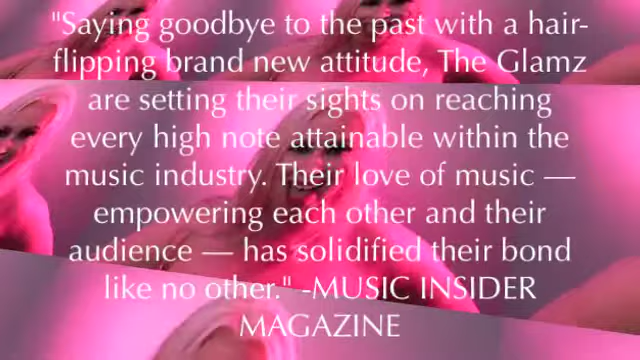 "Saying goodbye to the past with a hair-
flipping brand new attitude, The Glamz
are setting their sights on reaching
every high note attainable within the
music industry. Their love of music —
empowering each other and their
audience — has solidified their bond
like no other." -MUSIC INSIDER
MAGAZINE